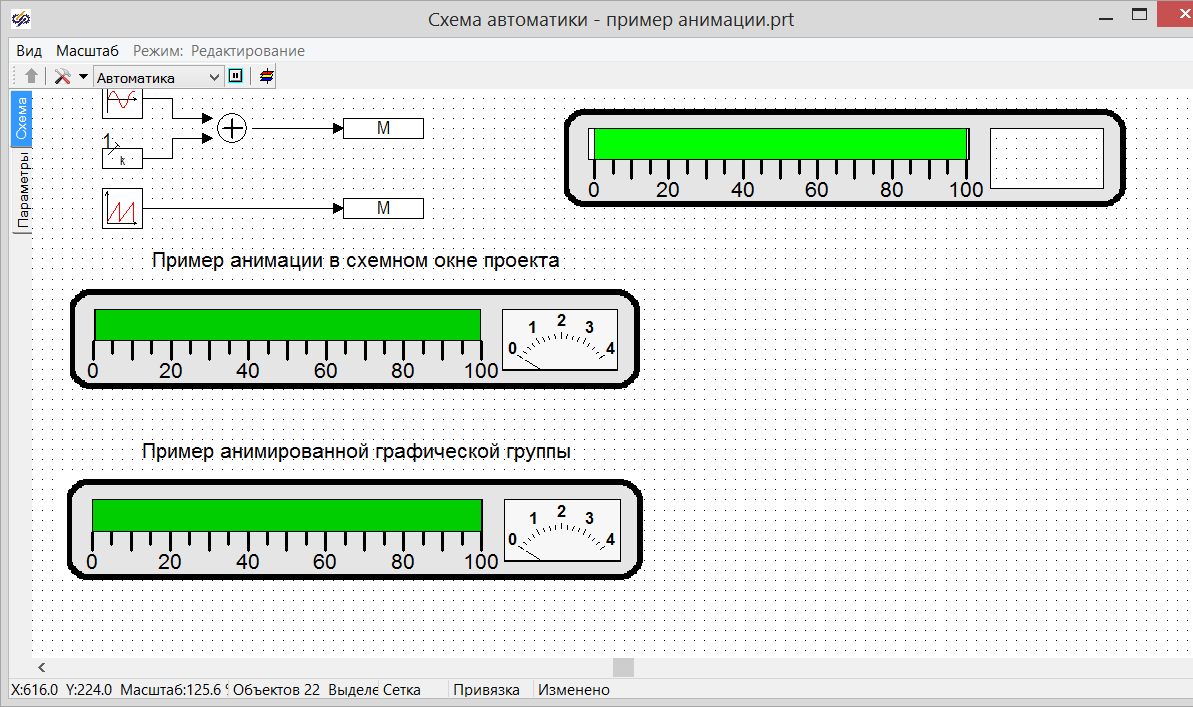 Схема автоматики - пример анимации.prt
Вид Масштаб Режим: Редактирование
Автоматика
Схема
Параметры
M
1
k
M
0 20 40 60 80 100
Пример анимации в схемном окне проекта
0 1 2 3 4
0 20 40 60 80 100
Пример анимированной графической группы
0 1 2 3 4
0 20 40 60 80 100
X:616.0 Y:224.0 Масштаб:125.6 % Объектов 22 Выделе Сетка Привязка Изменено